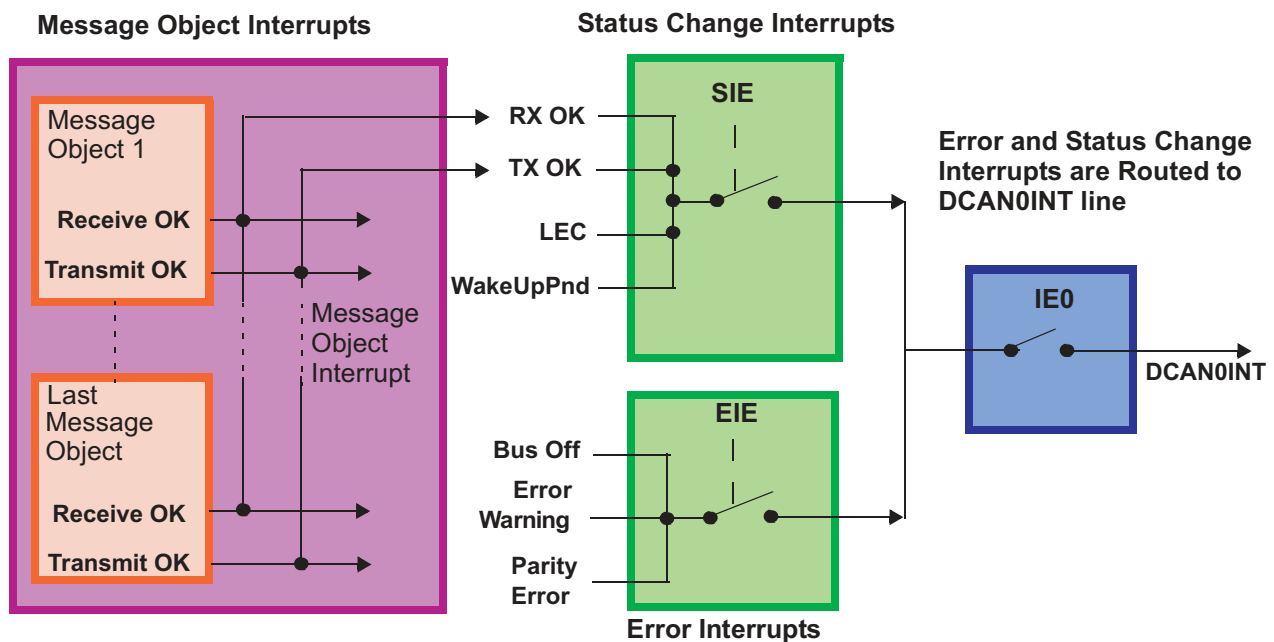 Message Object Interrupts
Status Change Interrupts
Message
Object 1
Receive OK
Transmit OK
Message
Object
Interrupt
Last
Message
Object
Receive OK
Transmit OK
RX OK
TX OK
LEC
WakeUpPnd
SIE
Bus Off
Error
Warning
Parity
Error
EIE
Error Interrupts
Error and Status Change
Interrupts are Routed to
DCAN0INT line
IE0
DCAN0INT